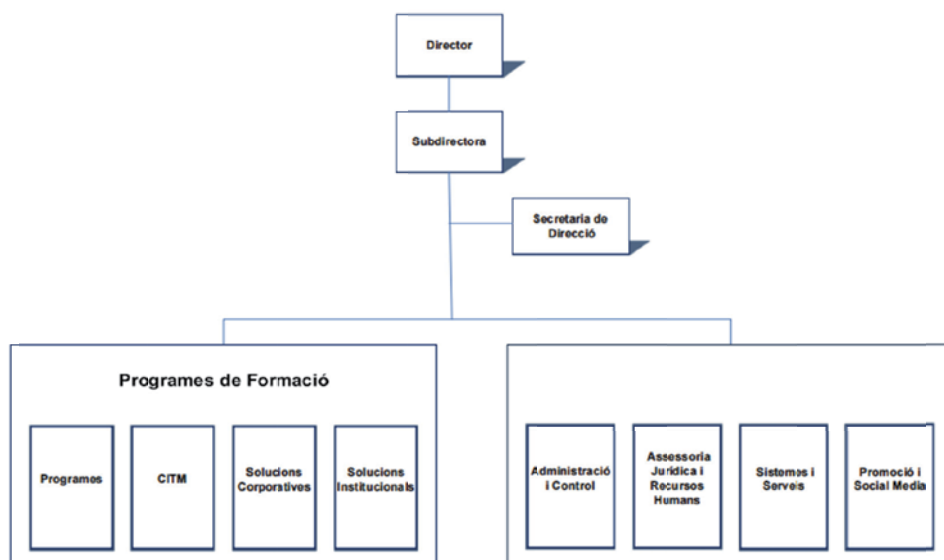 Director
Subdirectora
Secretaria de
Direcció
Programes de Formació
Programes
CITM
Solucions
Corporatives
Solucions
Institucionals
Administració
i Control
Assessoria
Jurídica i
Recursos
Humans
Sistemes i
Serveis
Promoció i
Social Media